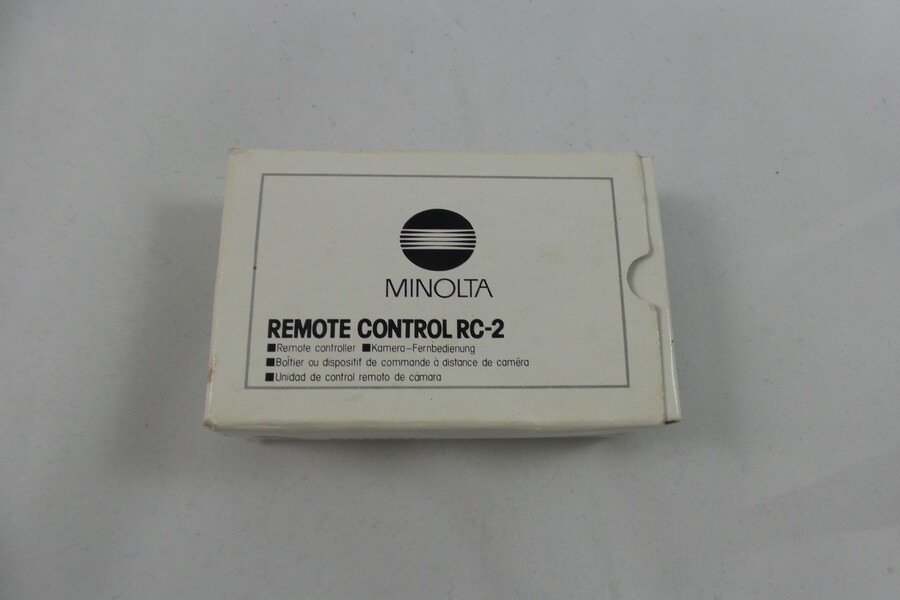 MINOLTA
REMOTE CONTROL RC-2
■Remote controller ■Kamera-Fernbedienung
■Boîtier ou dispositif de commande à distance de caméra
■Unidad de control remoto de cámara